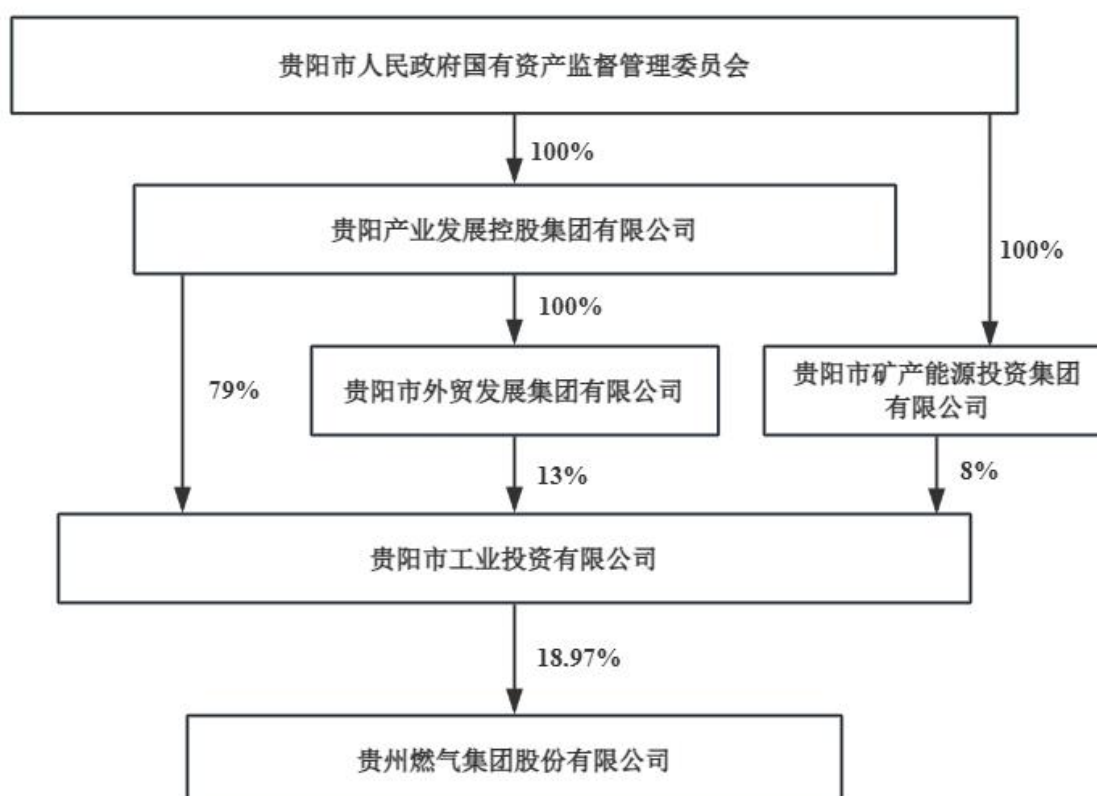 贵阳市人民政府国有资产监督管理委员会
100%
贵阳产业发展控股集团有限公司
100%
100%
79%
贵阳市外贸发展集团有限公司
贵阳市矿产能源投资集团
有限公司
13%
8%
贵阳市工业投资有限公司
18.97%
贵州燃气集团股份有限公司